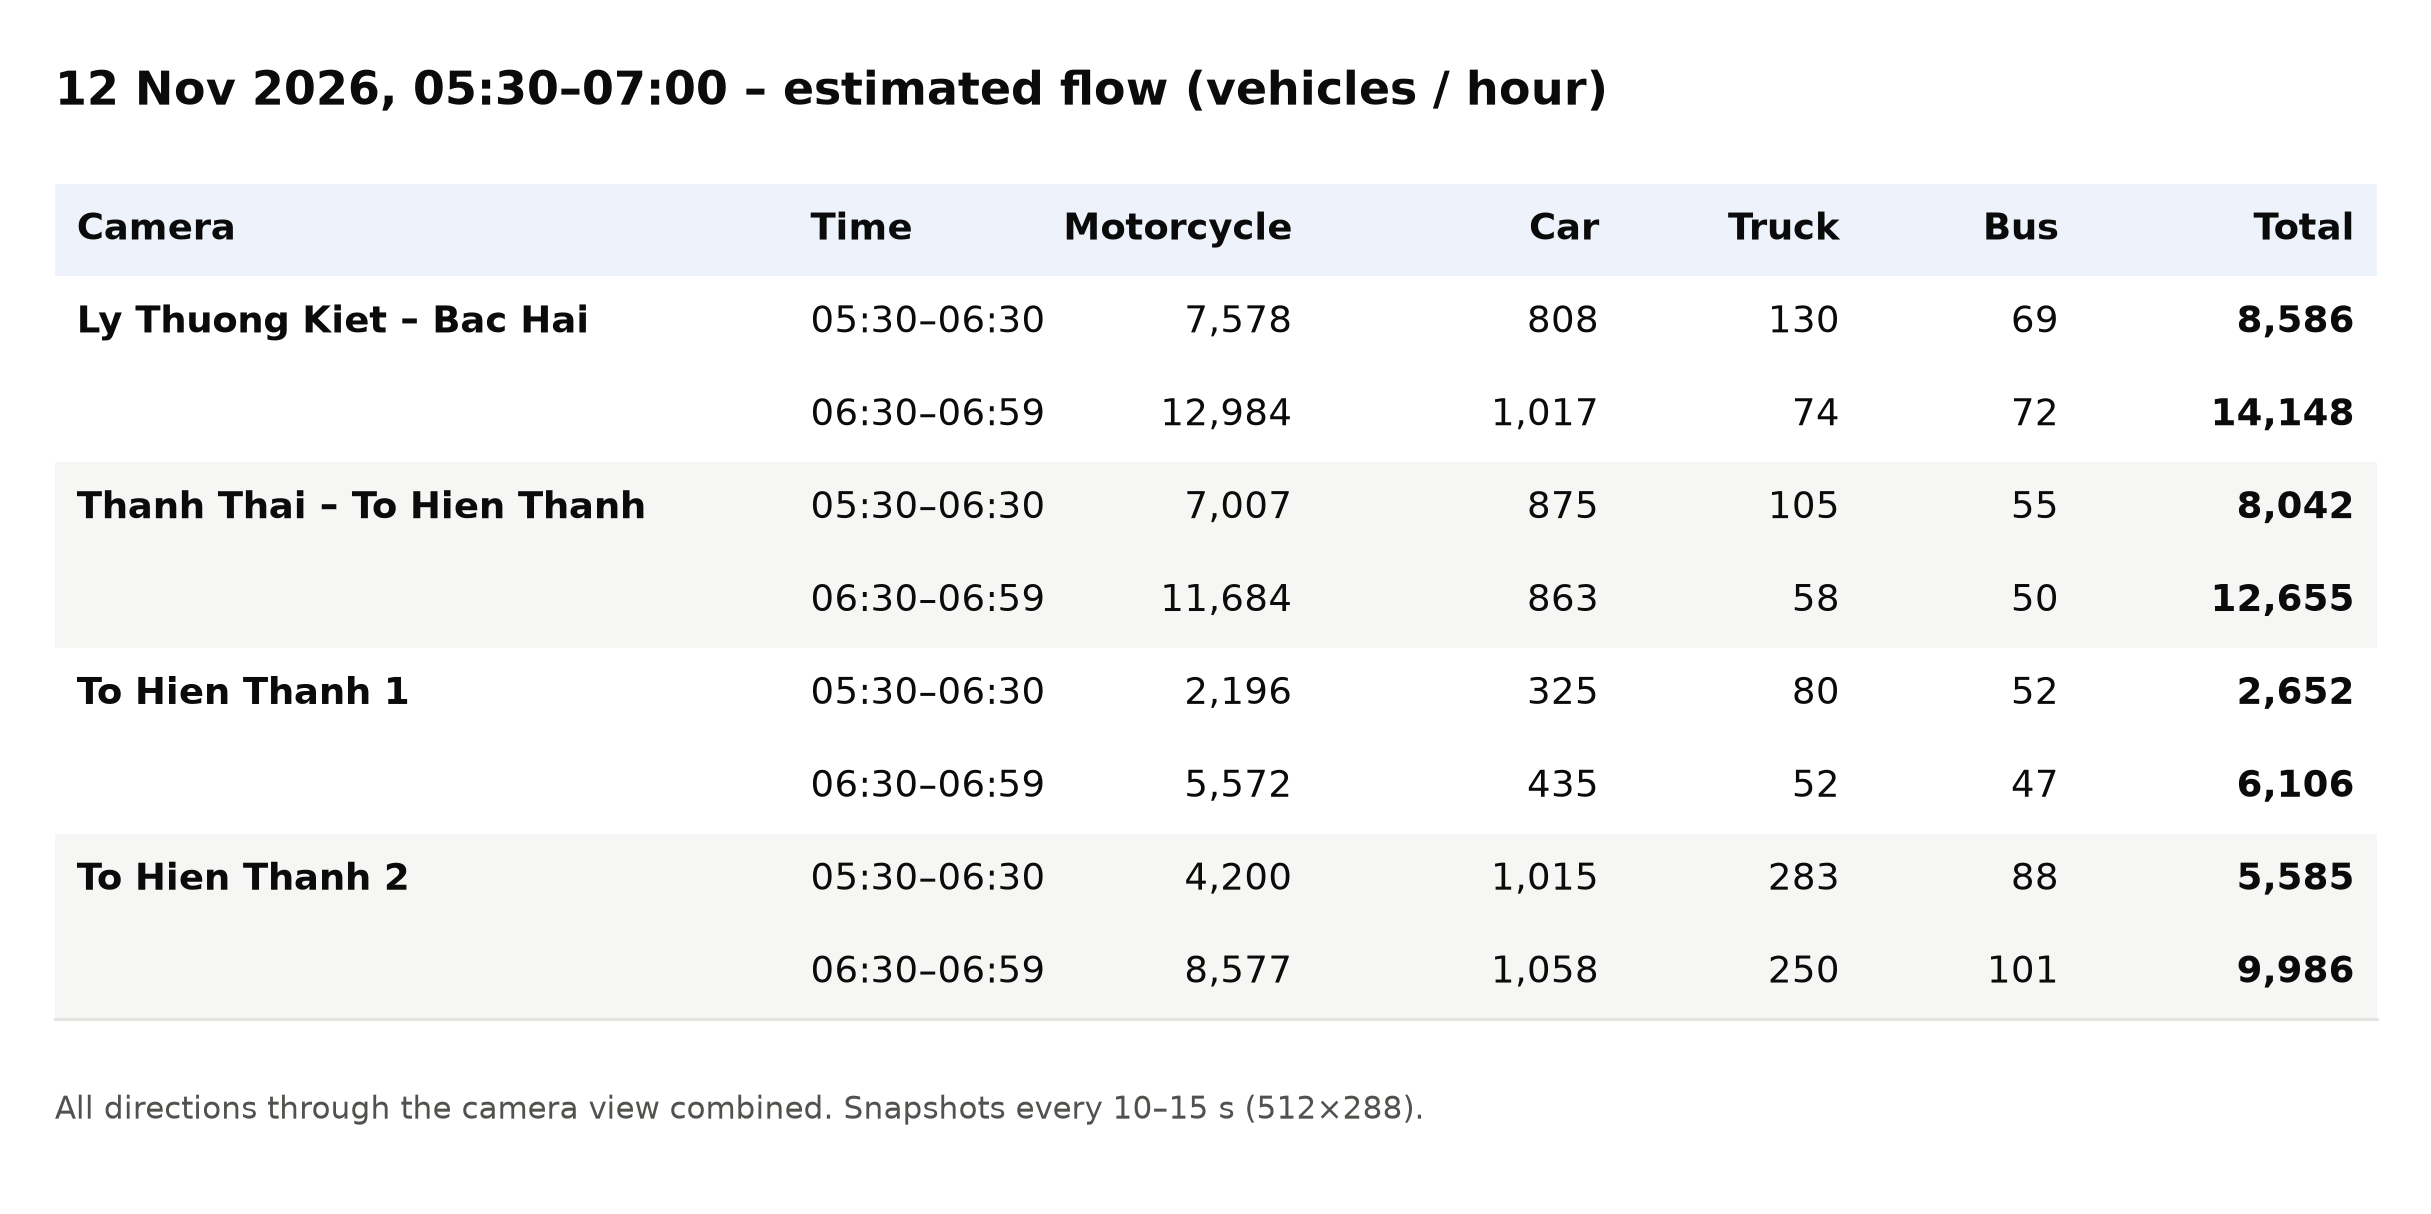 12 Nov 2026, 05:30–07:00 – estimated flow (vehicles / hour)
Camera Time Motorcycle Car Truck Bus Total
Ly Thuong Kiet – Bac Hai 05:30–06:30 7,578 808 130 69 8,586
06:30–06:59 12,984 1,017 74 72 14,148
Thanh Thai – To Hien Thanh 05:30–06:30 7,007 875 105 55 8,042
06:30–06:59 11,684 863 58 50 12,655
To Hien Thanh 1 05:30–06:30 2,196 325 80 52 2,652
06:30–06:59 5,572 435 52 47 6,106
To Hien Thanh 2 05:30–06:30 4,200 1,015 283 88 5,585
06:30–06:59 8,577 1,058 250 101 9,986
All directions through the camera view combined. Snapshots every 10–15 s (512×288).